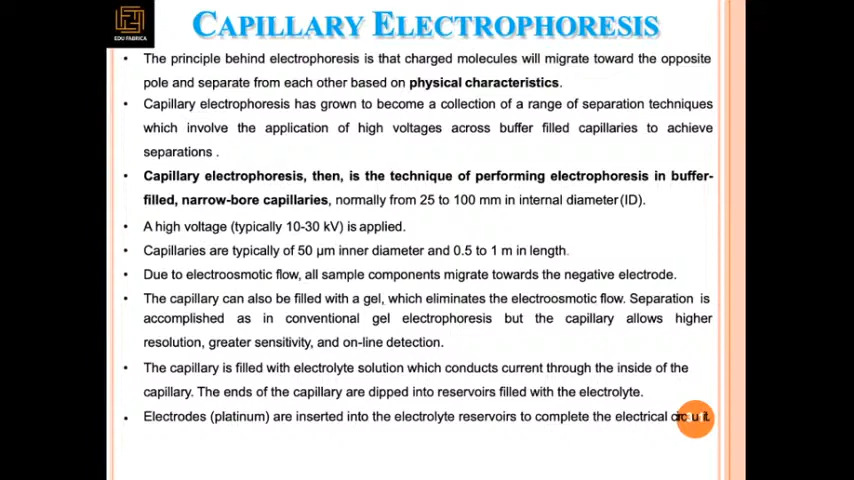 EDU FABRICA
CAPILLARY ELECTROPHORESIS
• The principle behind electrophoresis is that charged molecules will migrate toward the opposite
pole and separate from each other based on physical characteristics.
• Capillary electrophoresis has grown to become a collection of a range of separation techniques
which involve the application of high voltages across buffer filled capillaries to achieve
separations .
• Capillary electrophoresis, then, is the technique of performing electrophoresis in buffer-
filled, narrow-bore capillaries, normally from 25 to 100 mm in internal diameter (ID).
• A high voltage (typically 10-30 kV) is applied.
• Capillaries are typically of 50 µm inner diameter and 0.5 to 1 m in length.
• Due to electroosmotic flow, all sample components migrate towards the negative electrode.
• The capillary can also be filled with a gel, which eliminates the electroosmotic flow. Separation is
accomplished as in conventional gel electrophoresis but the capillary allows higher
resolution, greater sensitivity, and on-line detection.
• The capillary is filled with electrolyte solution which conducts current through the inside of the
capillary. The ends of the capillary are dipped into reservoirs filled with the electrolyte.
• Electrodes (platinum) are inserted into the electrolyte reservoirs to complete the electrical circuit.